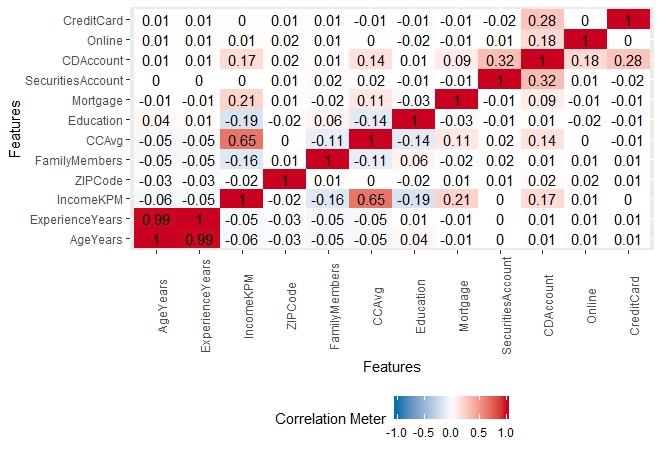 CreditCard 0.01 0.01 0 0.01 0.01 -0.01 -0.01 -0.01 -0.02 0.28 0 1
Online 0.01 0.01 0.01 0.02 0.01 0 -0.02 -0.01 0.01 0.18 1 0
CDAccount 0.01 0.01 0.17 0.02 0.01 0.14 0.01 0.09 0.32 1 0.18 0.28
SecuritiesAccount 0 0 0 0.01 0.02 0.02 -0.01 -0.01 1 0.32 0.01 -0.02
Mortgage -0.01 -0.01 0.21 0.01 -0.02 0.11 -0.03 1 -0.01 0.09 -0.01 -0.01
Education 0.04 0.01 -0.19 -0.02 0.06 -0.14 1 -0.03 -0.01 0.01 -0.02 -0.01
CCAvg -0.05 -0.05 0.65 0 -0.11 1 -0.14 0.11 0.02 0.14 0 -0.01
FamilyMembers -0.05 -0.05 -0.16 0.01 1 -0.11 0.06 -0.02 0.02 0.01 0.01 0.01
ZIPCode -0.03 -0.03 -0.02 1 0.01 0 -0.02 0.01 0.01 0.02 0.02 0.01
IncomeKPM -0.06 -0.05 1 -0.02 -0.16 0.65 -0.19 0.21 0 0.17 0.01 0
ExperienceYears 0.99 1 -0.05 -0.03 -0.05 -0.05 0.01 -0.01 0 0.01 0.01 0.01
AgeYears 1 0.99 -0.06 -0.03 -0.05 -0.05 0.04 -0.01 0 0.01 0.01 0.01
Features
AgeYears
ExperienceYears
IncomeKPM
ZIPCode
FamilyMembers
CCAvg
Education
Mortgage
SecuritiesAccount
CDAccount
Online
CreditCard
Features
Correlation Meter
-1.0 -0.5 0.0 0.5 1.0